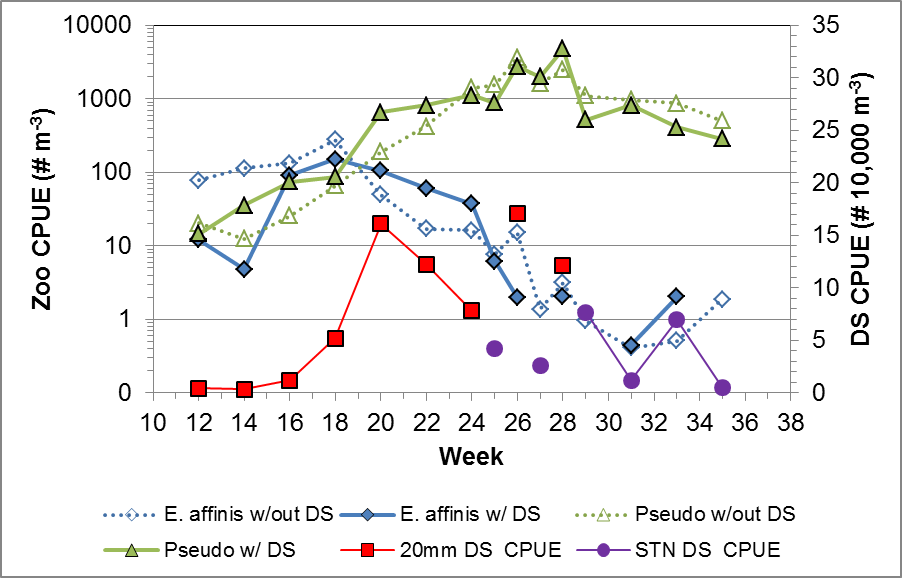 10000
1000
100
10
1
0
Zoo CPUE (# m-3)
35
30
25
20
15
10
5
0
DS CPUE (# 10,000 m-3)
10 12 14 16 18 20 22 24 26 28 30 32 34 36 38
Week
E. affinis w/out DS E. affinis w/ DS Pseudo w/out DS
Pseudo w/ DS 20mm DS CPUE STN DS CPUE